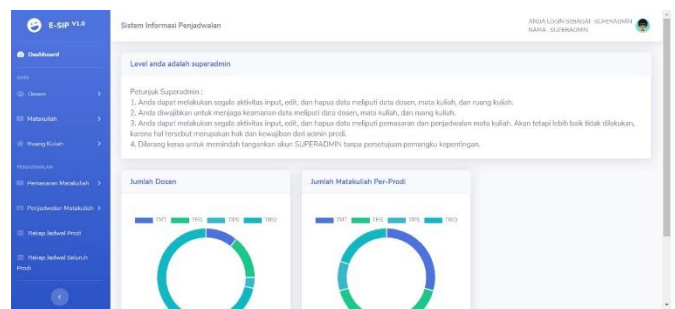 E-SIP V1.0
Sistem Informasi Penjadwalan
ANDA LOGIN SEBAGAI : SUPERADMIN
NAMA : SUPERADMIN
Dashboard
DATA
Dosen
Matakuliah
Ruang Kuliah
PENJADWALAN
Pemasaran Matakuliah
Penjadwalan Matakuliah
Rekap Jadwal Prodi
Rekap Jadwal Seluruh
Prodi
Level anda adalah superadmin
Petunjuk Superadmin :
1. Anda dapat melakukan segala aktivitas input, edit, dan hapus data meliputi data dosen, mata kuliah, dan ruang kuliah.
2. Anda diwajibkan untuk menjaga keamanan data meliputi data dosen, mata kuliah, dan ruang kuliah.
3. Anda dapat melakukan segala aktivitas input, edit, dan hapus data meliputi pemasaran dan penjadwalan mata kuliah. Akan tetapi lebih baik tidak dilakukan,
karena hal tersebut merupakan hak dan kewajiban dari admin prodi.
4. Dilarang keras untuk memindah tangankan akun SUPERADMIN tanpa persetujuan pemangku kepentingan.
Jumlah Dosen
TMT TFS TIPS TBIO
Jumlah Matakuliah Per-Prodi
TMT TFS TIPS TBIO